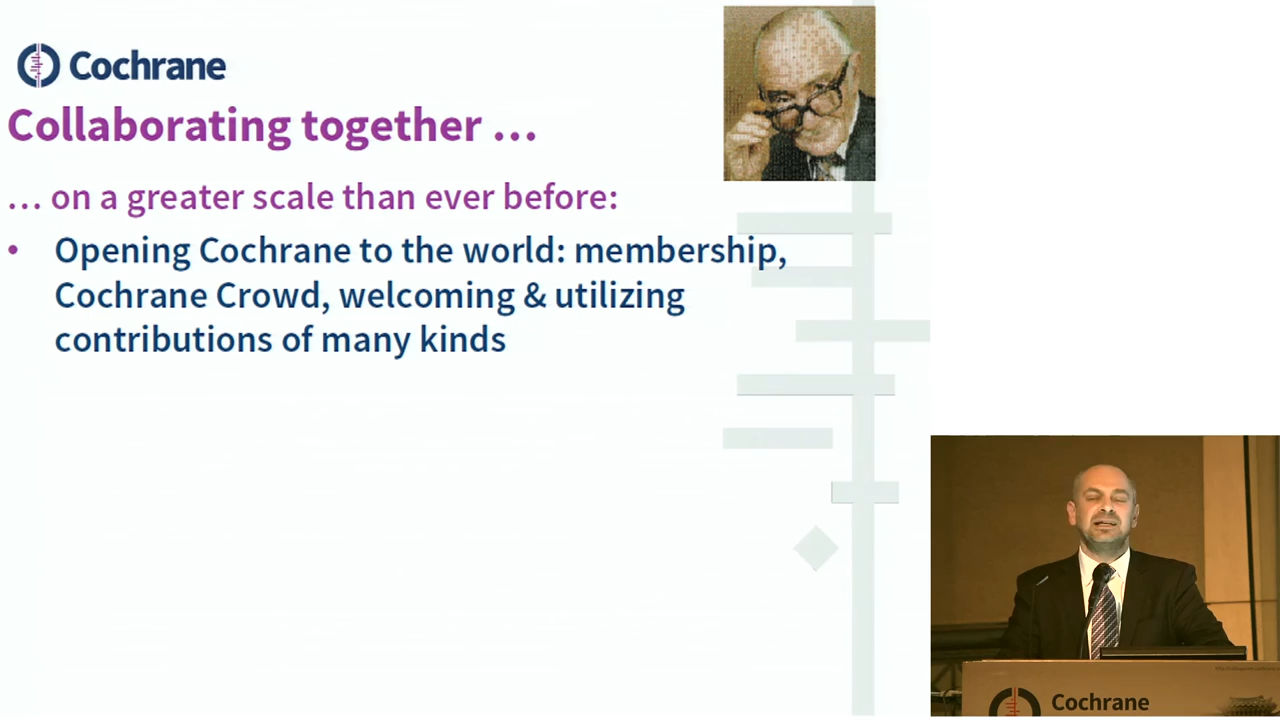 Cochrane
Collaborating together ...
... on a greater scale than ever before:
• Opening Cochrane to the world: membership,
Cochrane Crowd, welcoming & utilizing
contributions of many kinds
Cochrane